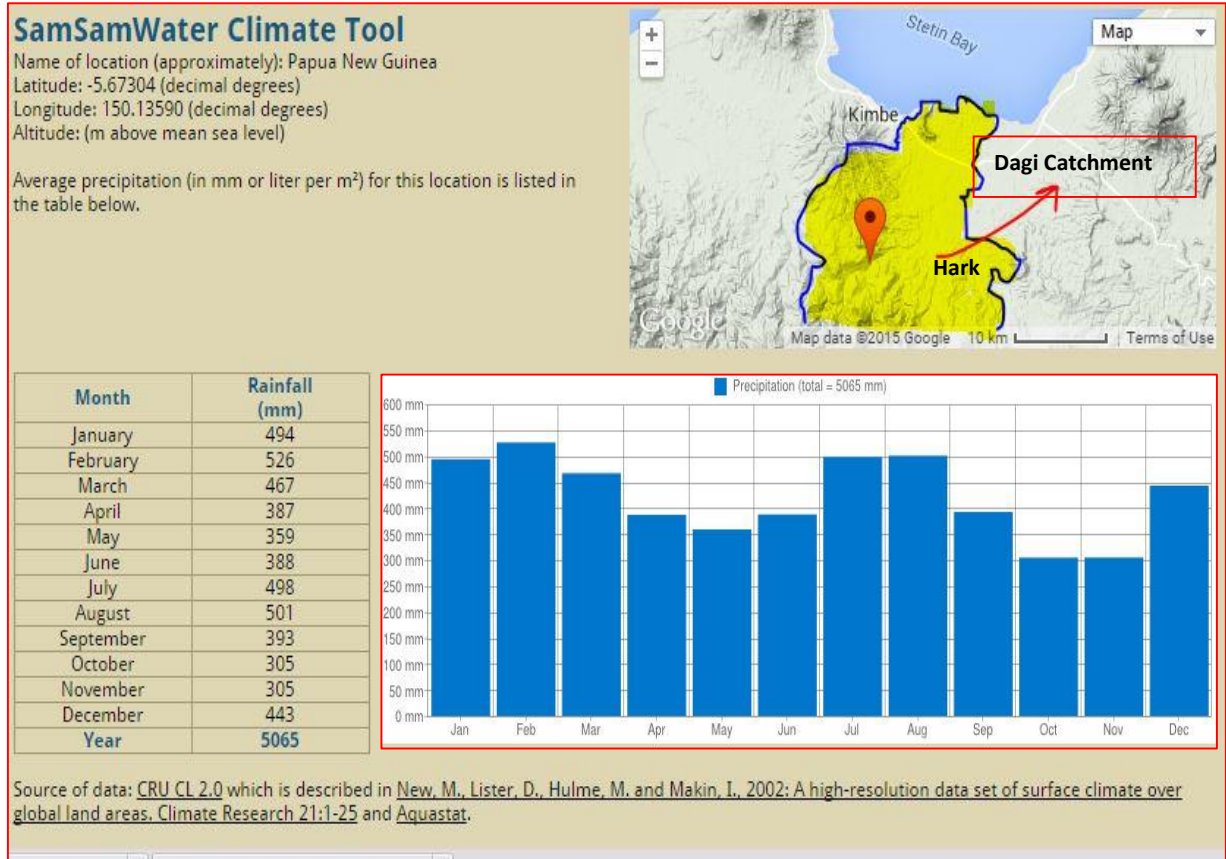 SamSamWater Climate Tool
Name of location (approximately): Papua New Guinea
Latitude: -5.67304 (decimal degrees)
Longitude: 150.13590 (decimal degrees)
Altitude: (m above mean sea level)
Average precipitation (in mm or liter per m²) for this location is listed in
the table below.
+
−
Map
Stetin Bay
Kimbe
Dagi Catchment
Hark
Google
Map data ©2015 Google 10 km Terms of Use
Month Rainfall
(mm)
January 494
February 526
March 467
April 387
May 359
June 388
July 498
August 501
September 393
October 305
November 305
December 443
Year 5065
Precipitation (total = 5065 mm)
600 mm
550 mm
500 mm
450 mm
400 mm
350 mm
300 mm
250 mm
200 mm
150 mm
100 mm
50 mm
0 mm
Jan Feb Mar Apr May Jun Jul Aug Sep Oct Nov Dec
Source of data: CRU CL 2.0 which is described in New, M., Lister, D., Hulme, M. and Makin, I., 2002: A high-resolution data set of surface climate over
global land areas. Climate Research 21:1-25 and Aquastat.